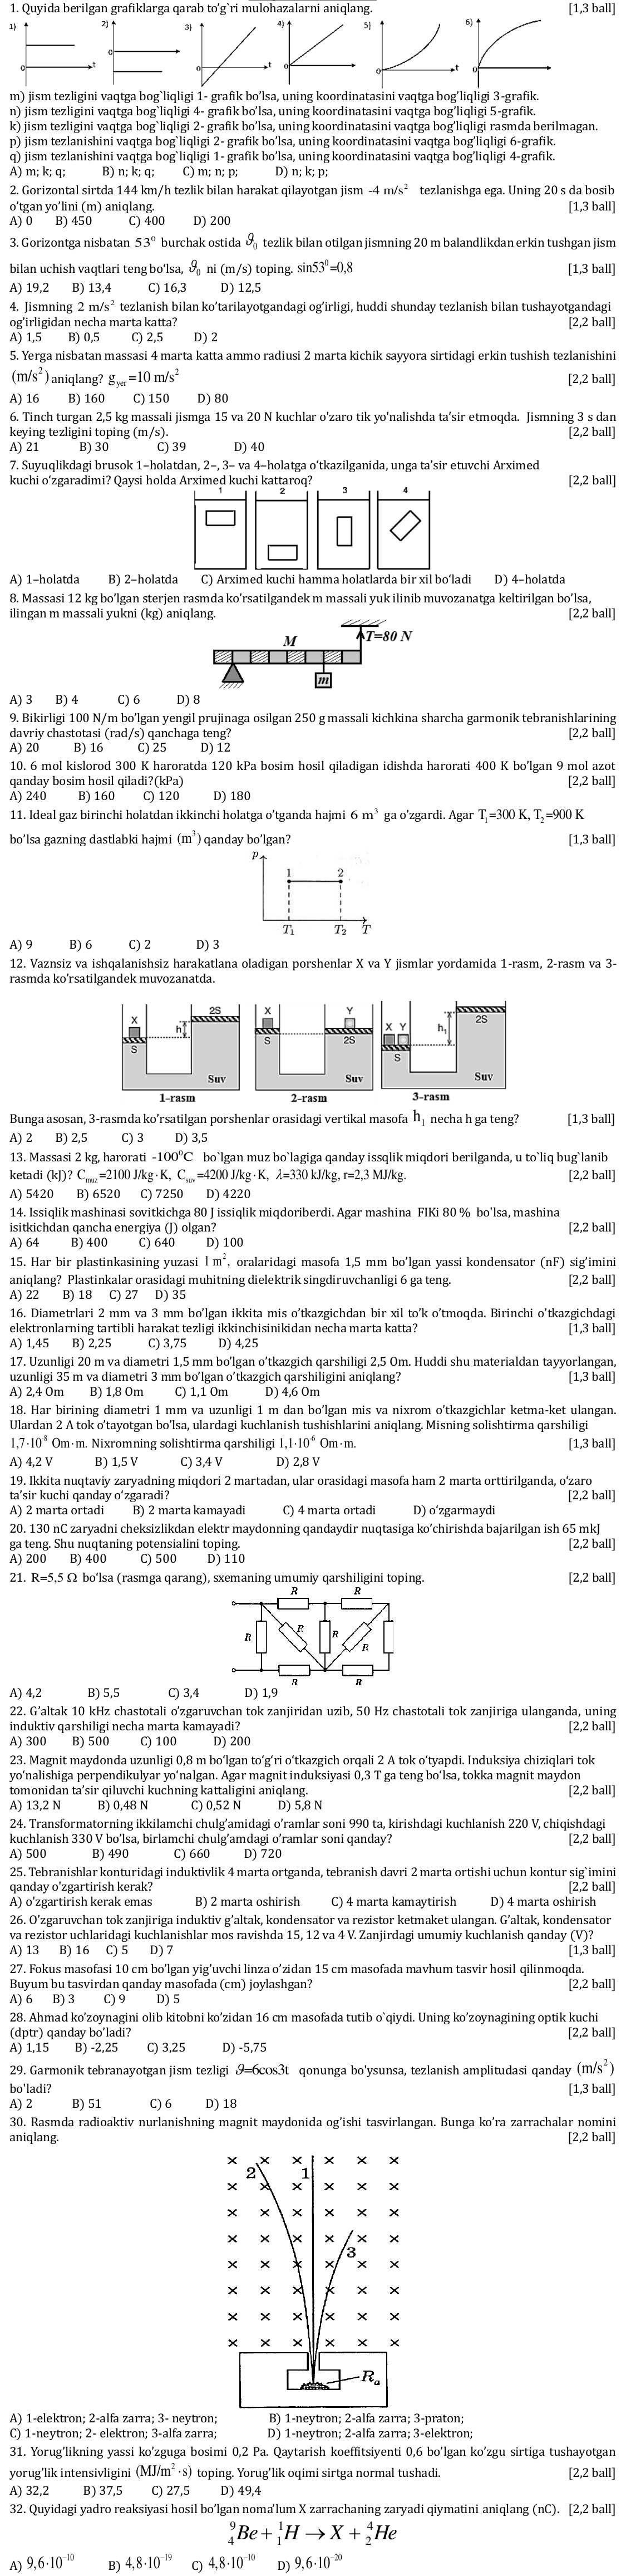 1. Quyida berilgan grafiklarga qarab to'g`ri mulohazalarni aniqlang. [1,3 ball]
1) 2) 3) 4) 5) 6)
0 t 0 t 0 t 0 t 0 t 0
m) jism tezligini vaqtga bog`liqligi 1- grafik bo'lsa, uning koordinatasini vaqtga bog'liqligi 3-grafik.
n) jism tezligini vaqtga bog`liqligi 4- grafik bo'lsa, uning koordinatasini vaqtga bog'liqligi 5-grafik.
k) jism tezligini vaqtga bog`liqligi 2- grafik bo'lsa, uning koordinatasini vaqtga bog'liqligi rasmda berilmagan.
p) jism tezlanishini vaqtga bog`liqligi 2- grafik bo'lsa, uning koordinatasini vaqtga bog'liqligi 6-grafik.
q) jism tezlanishini vaqtga bog`liqligi 1- grafik bo'lsa, uning koordinatasini vaqtga bog'liqligi 4-grafik.
A) m; k; q; B) n; k; q; C) m; n; p; D) n; k; p;
2. Gorizontal sirtda 144 km/h tezlik bilan harakat qilayotgan jism -4 m/s² tezlanishga ega. Uning 20 s da bosib
o'tgan yo'lini (m) aniqlang. [1,3 ball]
A) 0 B) 450 C) 400 D) 200
3. Gorizontga nisbatan 53⁰ burchak ostida ϑ₀ tezlik bilan otilgan jismning 20 m balandlikdan erkin tushgan jism
bilan uchish vaqtlari teng bo'lsa, ϑ₀ ni (m/s) toping. sin53⁰=0,8 [1,3 ball]
A) 19,2 B) 13,4 C) 16,3 D) 12,5
4. Jismning 2 m/s² tezlanish bilan ko'tarilayotgandagi og'irligi, huddi shunday tezlanish bilan tushayotgandagi
og'irligidan necha marta katta? [2,2 ball]
A) 1,5 B) 0,5 C) 2,5 D) 2
5. Yerga nisbatan massasi 4 marta katta ammo radiusi 2 marta kichik sayyora sirtidagi erkin tushish tezlanishini
(m/s²) aniqlang? g_yer=10 m/s² [2,2 ball]
A) 16 B) 160 C) 150 D) 80
6. Tinch turgan 2,5 kg massali jismga 15 va 20 N kuchlar o'zaro tik yo'nalishda ta'sir etmoqda. Jismning 3 s dan
keying tezligini toping (m/s). [2,2 ball]
A) 21 B) 30 C) 39 D) 40
7. Suyuqlikdagi brusok 1–holatdan, 2–, 3– va 4–holatga o'tkazilganida, unga ta'sir etuvchi Arximed
kuchi o'zgaradimi? Qaysi holda Arximed kuchi kattaroq? [2,2 ball]
1 2 3 4
A) 1–holatda B) 2–holatda C) Arximed kuchi hamma holatlarda bir xil bo'ladi D) 4–holatda
8. Massasi 12 kg bo'lgan sterjen rasmda ko'rsatilgandek m massali yuk ilinib muvozanatga keltirilgan bo'lsa,
ilingan m massali yukni (kg) aniqlang. [2,2 ball]
M T=80 N
m
A) 3 B) 4 C) 6 D) 8
9. Bikirligi 100 N/m bo'lgan yengil prujinaga osilgan 250 g massali kichkina sharcha garmonik tebranishlarining
davriy chastotasi (rad/s) qanchaga teng? [2,2 ball]
A) 20 B) 16 C) 25 D) 12
10. 6 mol kislorod 300 K haroratda 120 kPa bosim hosil qiladigan idishda harorati 400 K bo'lgan 9 mol azot
qanday bosim hosil qiladi?(kPa) [2,2 ball]
A) 240 B) 160 C) 120 D) 180
11. Ideal gaz birinchi holatdan ikkinchi holatga o'tganda hajmi 6 m³ ga o'zgardi. Agar T₁=300 K, T₂=900 K
bo'lsa gazning dastlabki hajmi (m³) qanday bo'lgan? [1,3 ball]
p
1 2
T₁ T₂ T
A) 9 B) 6 C) 2 D) 3
12. Vaznsiz va ishqalanishsiz harakatlana oladigan porshenlar X va Y jismlar yordamida 1-rasm, 2-rasm va 3-
rasmda ko'rsatilgandek muvozanatda.
X 2S h S Suv X Y S 2S Suv X Y h₁ 2S S Suv
1-rasm 2-rasm 3-rasm
Bunga asosan, 3-rasmda ko'rsatilgan porshenlar orasidagi vertikal masofa h₁ necha h ga teng? [1,3 ball]
A) 2 B) 2,5 C) 3 D) 3,5
13. Massasi 2 kg, harorati -100⁰C bo`lgan muz bo`lagiga qanday issqlik miqdori berilganda, u to`liq bug`lanib
ketadi (kJ)? C_muz=2100 J/kg·K, C_suv=4200 J/kg·K, λ=330 kJ/kg, r=2,3 MJ/kg. [2,2 ball]
A) 5420 B) 6520 C) 7250 D) 4220
14. Issiqlik mashinasi sovitkichga 80 J issiqlik miqdoriberdi. Agar mashina FIKi 80 % bo'lsa, mashina
isitkichdan qancha energiya (J) olgan? [2,2 ball]
A) 64 B) 400 C) 640 D) 100
15. Har bir plastinkasining yuzasi 1 m², oralaridagi masofa 1,5 mm bo'lgan yassi kondensator (nF) sig'imini
aniqlang? Plastinkalar orasidagi muhitning dielektrik singdiruvchanligi 6 ga teng. [2,2 ball]
A) 22 B) 18 C) 27 D) 35
16. Diametrlari 2 mm va 3 mm bo'lgan ikkita mis o'tkazgichdan bir xil to'k o'tmoqda. Birinchi o'tkazgichdagi
elektronlarning tartibli harakat tezligi ikkinchisinikidan necha marta katta? [1,3 ball]
A) 1,45 B) 2,25 C) 3,75 D) 4,25
17. Uzunligi 20 m va diametri 1,5 mm bo'lgan o'tkazgich qarshiligi 2,5 Om. Huddi shu materialdan tayyorlangan,
uzunligi 35 m va diametri 3 mm bo'lgan o'tkazgich qarshiligini aniqlang? [1,3 ball]
A) 2,4 Om B) 1,8 Om C) 1,1 Om D) 4,6 Om
18. Har birining diametri 1 mm va uzunligi 1 m dan bo'lgan mis va nixrom o'tkazgichlar ketma-ket ulangan.
Ulardan 2 A tok o'tayotgan bo'lsa, ulardagi kuchlanish tushishlarini aniqlang. Misning solishtirma qarshiligi
1,7·10⁻⁸ Om·m. Nixromning solishtirma qarshiligi 1,1·10⁻⁶ Om·m. [1,3 ball]
A) 4,2 V B) 1,5 V C) 3,4 V D) 2,8 V
19. Ikkita nuqtaviy zaryadning miqdori 2 martadan, ular orasidagi masofa ham 2 marta orttirilganda, o'zaro
ta'sir kuchi qanday o'zgaradi? [2,2 ball]
A) 2 marta ortadi B) 2 marta kamayadi C) 4 marta ortadi D) o'zgarmaydi
20. 130 nC zaryadni cheksizlikdan elektr maydonning qandaydir nuqtasiga ko'chirishda bajarilgan ish 65 mkJ
ga teng. Shu nuqtaning potensialini toping. [2,2 ball]
A) 200 B) 400 C) 500 D) 110
21. R=5,5 Ω bo'lsa (rasmga qarang), sxemaning umumiy qarshiligini toping. [2,2 ball]
R R
R R R R
R R
A) 4,2 B) 5,5 C) 3,4 D) 1,9
22. G'altak 10 kHz chastotali o'zgaruvchan tok zanjiridan uzib, 50 Hz chastotali tok zanjiriga ulanganda, uning
induktiv qarshiligi necha marta kamayadi? [2,2 ball]
A) 300 B) 500 C) 100 D) 200
23. Magnit maydonda uzunligi 0,8 m bo'lgan to'g'ri o'tkazgich orqali 2 A tok o'tyapdi. Induksiya chiziqlari tok
yo'nalishiga perpendikulyar yo'nalgan. Agar magnit induksiyasi 0,3 T ga teng bo'lsa, tokka magnit maydon
tomonidan ta'sir qiluvchi kuchning kattaligini aniqlang. [2,2 ball]
A) 13,2 N B) 0,48 N C) 0,52 N D) 5,8 N
24. Transformatorning ikkilamchi chulg'amidagi o'ramlar soni 990 ta, kirishdagi kuchlanish 220 V, chiqishdagi
kuchlanish 330 V bo'lsa, birlamchi chulg'amdagi o'ramlar soni qanday? [2,2 ball]
A) 500 B) 490 C) 660 D) 720
25. Tebranishlar konturidagi induktivlik 4 marta ortganda, tebranish davri 2 marta ortishi uchun kontur sig`imini
qanday o'zgartirish kerak? [2,2 ball]
A) o'zgartirish kerak emas B) 2 marta oshirish C) 4 marta kamaytirish D) 4 marta oshirish
26. O'zgaruvchan tok zanjiriga induktiv g'altak, kondensator va rezistor ketmaket ulangan. G'altak, kondensator
va rezistor uchlaridagi kuchlanishlar mos ravishda 15, 12 va 4 V. Zanjirdagi umumiy kuchlanish qanday (V)?
A) 13 B) 16 C) 5 D) 7 [1,3 ball]
27. Fokus masofasi 10 cm bo'lgan yig'uvchi linza o'zidan 15 cm masofada mavhum tasvir hosil qilinmoqda.
Buyum bu tasvirdan qanday masofada (cm) joylashgan? [2,2 ball]
A) 6 B) 3 C) 9 D) 5
28. Ahmad ko'zoynagini olib kitobni ko'zidan 16 cm masofada tutib o`qiydi. Uning ko'zoynagining optik kuchi
(dptr) qanday bo'ladi? [2,2 ball]
A) 1,15 B) -2,25 C) 3,25 D) -5,75
29. Garmonik tebranayotgan jism tezligi ϑ=6cos3t qonunga bo'ysunsa, tezlanish amplitudasi qanday (m/s²)
bo'ladi? [1,3 ball]
A) 2 B) 51 C) 6 D) 18
30. Rasmda radioaktiv nurlanishning magnit maydonida og'ishi tasvirlangan. Bunga ko'ra zarrachalar nomini
aniqlang. [2,2 ball]
2 1
3
Ra
A) 1-elektron; 2-alfa zarra; 3- neytron; B) 1-neytron; 2-alfa zarra; 3-praton;
C) 1-neytron; 2- elektron; 3-alfa zarra; D) 1-neytron; 2-alfa zarra; 3-elektron;
31. Yorug'likning yassi ko'zguga bosimi 0,2 Pa. Qaytarish koeffitsiyenti 0,6 bo'lgan ko'zgu sirtiga tushayotgan
yorug'lik intensivligini (MJ/m²·s) toping. Yorug'lik oqimi sirtga normal tushadi. [2,2 ball]
A) 32,2 B) 37,5 C) 27,5 D) 49,4
32. Quyidagi yadro reaksiyasi hosil bo'lgan noma'lum X zarrachaning zaryadi qiymatini aniqlang (nC). [2,2 ball]
⁹₄Be + ¹₁H → X + ⁴₂He
A) 9,6·10⁻¹⁰ B) 4,8·10⁻¹⁹ C) 4,8·10⁻¹⁰ D) 9,6·10⁻²⁰